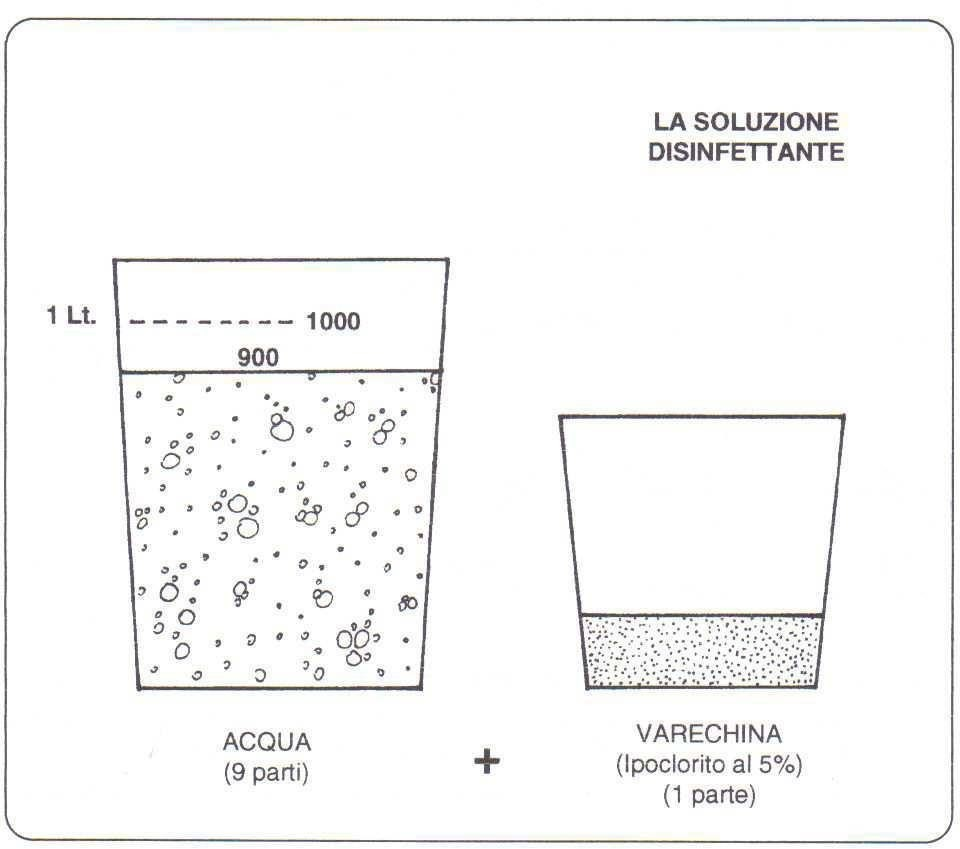 LA SOLUZIONE
DISINFETTANTE
1 Lt.
1000
900
ACQUA
(9 parti)
+
VARECHINA
(Ipoclorito al 5%)
(1 parte)